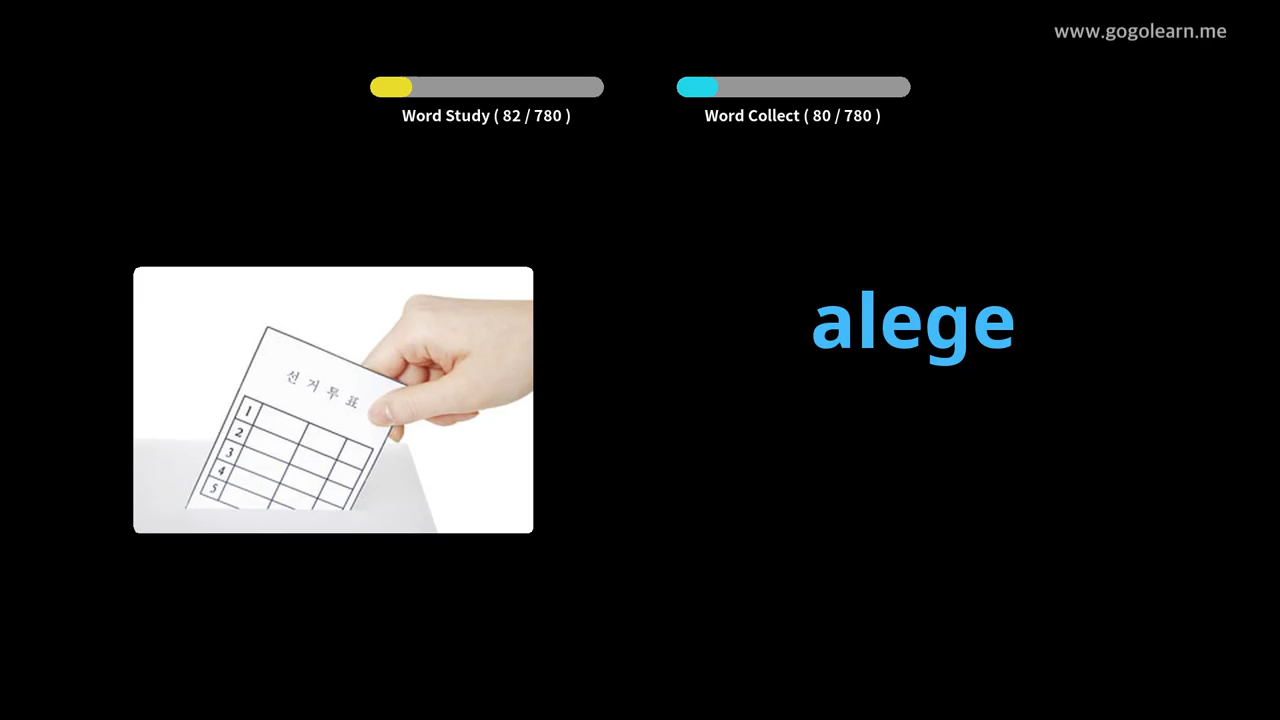 www.gogolearn.me
Word Study ( 82 / 780 )
Word Collect ( 80 / 780 )
alege
선거투표
1
2
3
4
5